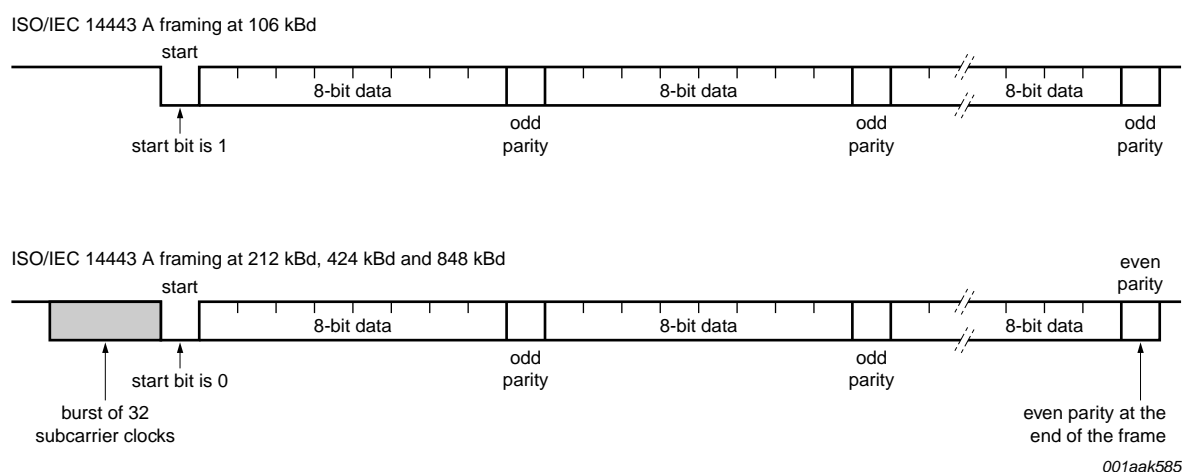 ISO/IEC 14443 A framing at 106 kBd
start
8-bit data
8-bit data
8-bit data
odd
parity
odd
parity
odd
parity
start bit is 1
ISO/IEC 14443 A framing at 212 kBd, 424 kBd and 848 kBd
even
parity
start
8-bit data
8-bit data
8-bit data
odd
parity
odd
parity
start bit is 0
burst of 32
subcarrier clocks
even parity at the
end of the frame
001aak585